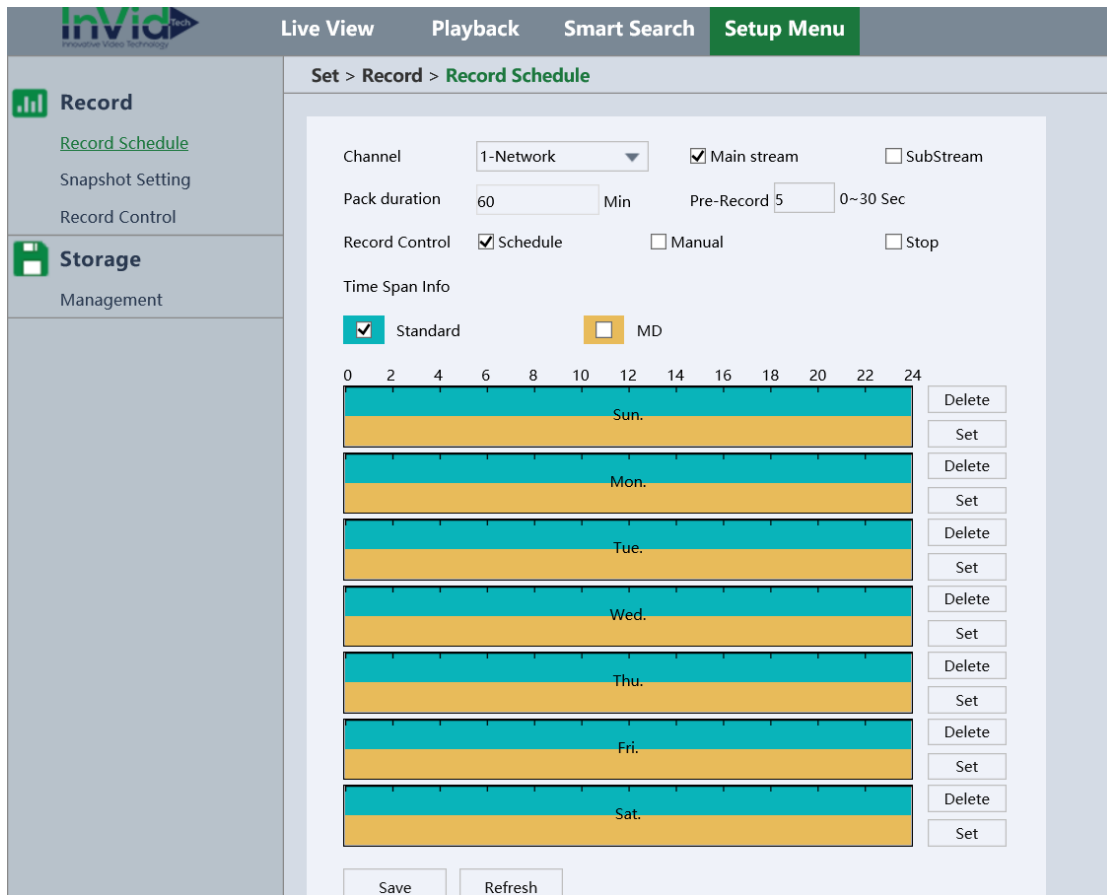 InVid Tech
Innovative Video Technology
Live View Playback Smart Search Setup Menu
Set > Record > Record Schedule
Record
Record Schedule
Snapshot Setting
Record Control
Storage
Management
Channel 1-Network Main stream SubStream
Pack duration 60 Min Pre-Record 5 0~30 Sec
Record Control Schedule Manual Stop
Time Span Info
Standard MD
0 2 4 6 8 10 12 14 16 18 20 22 24
Sun. Delete
Set
Mon. Delete
Set
Tue. Delete
Set
Wed. Delete
Set
Thu. Delete
Set
Fri. Delete
Set
Sat. Delete
Set
Save Refresh